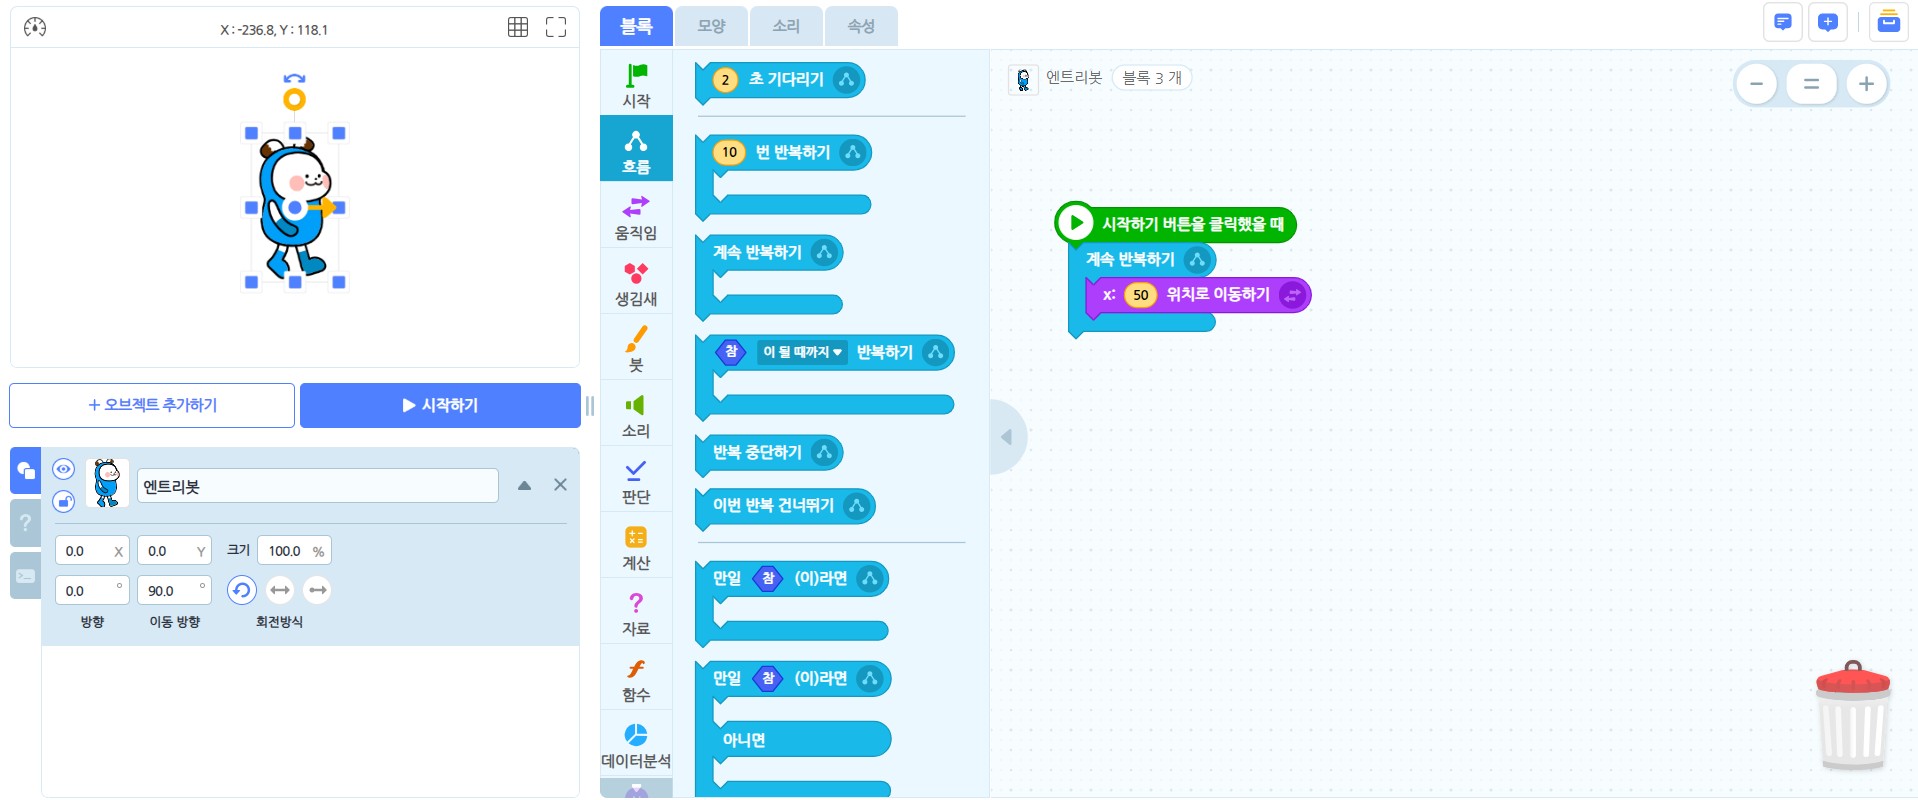 X : -236.8, Y : 118.1
블록
모양
소리
속성
+ 오브젝트 추가하기
시작하기
엔트리봇
0.0 X
0.0 Y
크기
100.0 %
0.0 °
90.0 °
방향
이동 방향
회전방식
?
시작
흐름
움직임
생김새
붓
소리
판단
계산
자료
함수
데이터분석
2 초 기다리기
10 번 반복하기
계속 반복하기
참 이 될 때까지 반복하기
반복 중단하기
이번 반복 건너뛰기
만일 참 (이)라면
만일 참 (이)라면
아니면
엔트리봇
블록 3 개
시작하기 버튼을 클릭했을 때
계속 반복하기
x: 50 위치로 이동하기